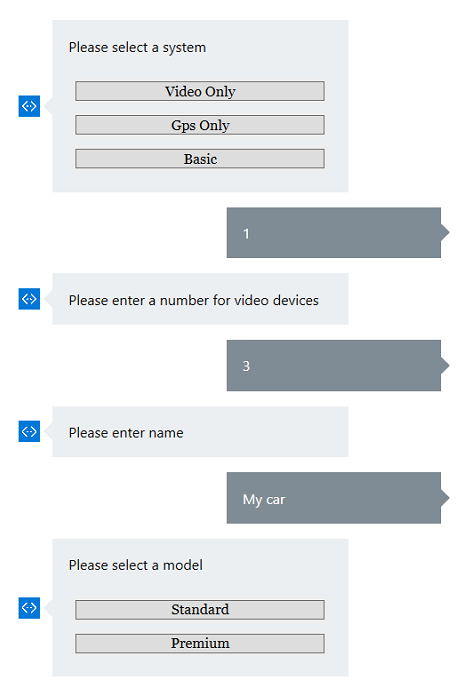 Please select a system
Video Only
Gps Only
Basic
1
Please enter a number for video devices
3
Please enter name
My car
Please select a model
Standard
Premium